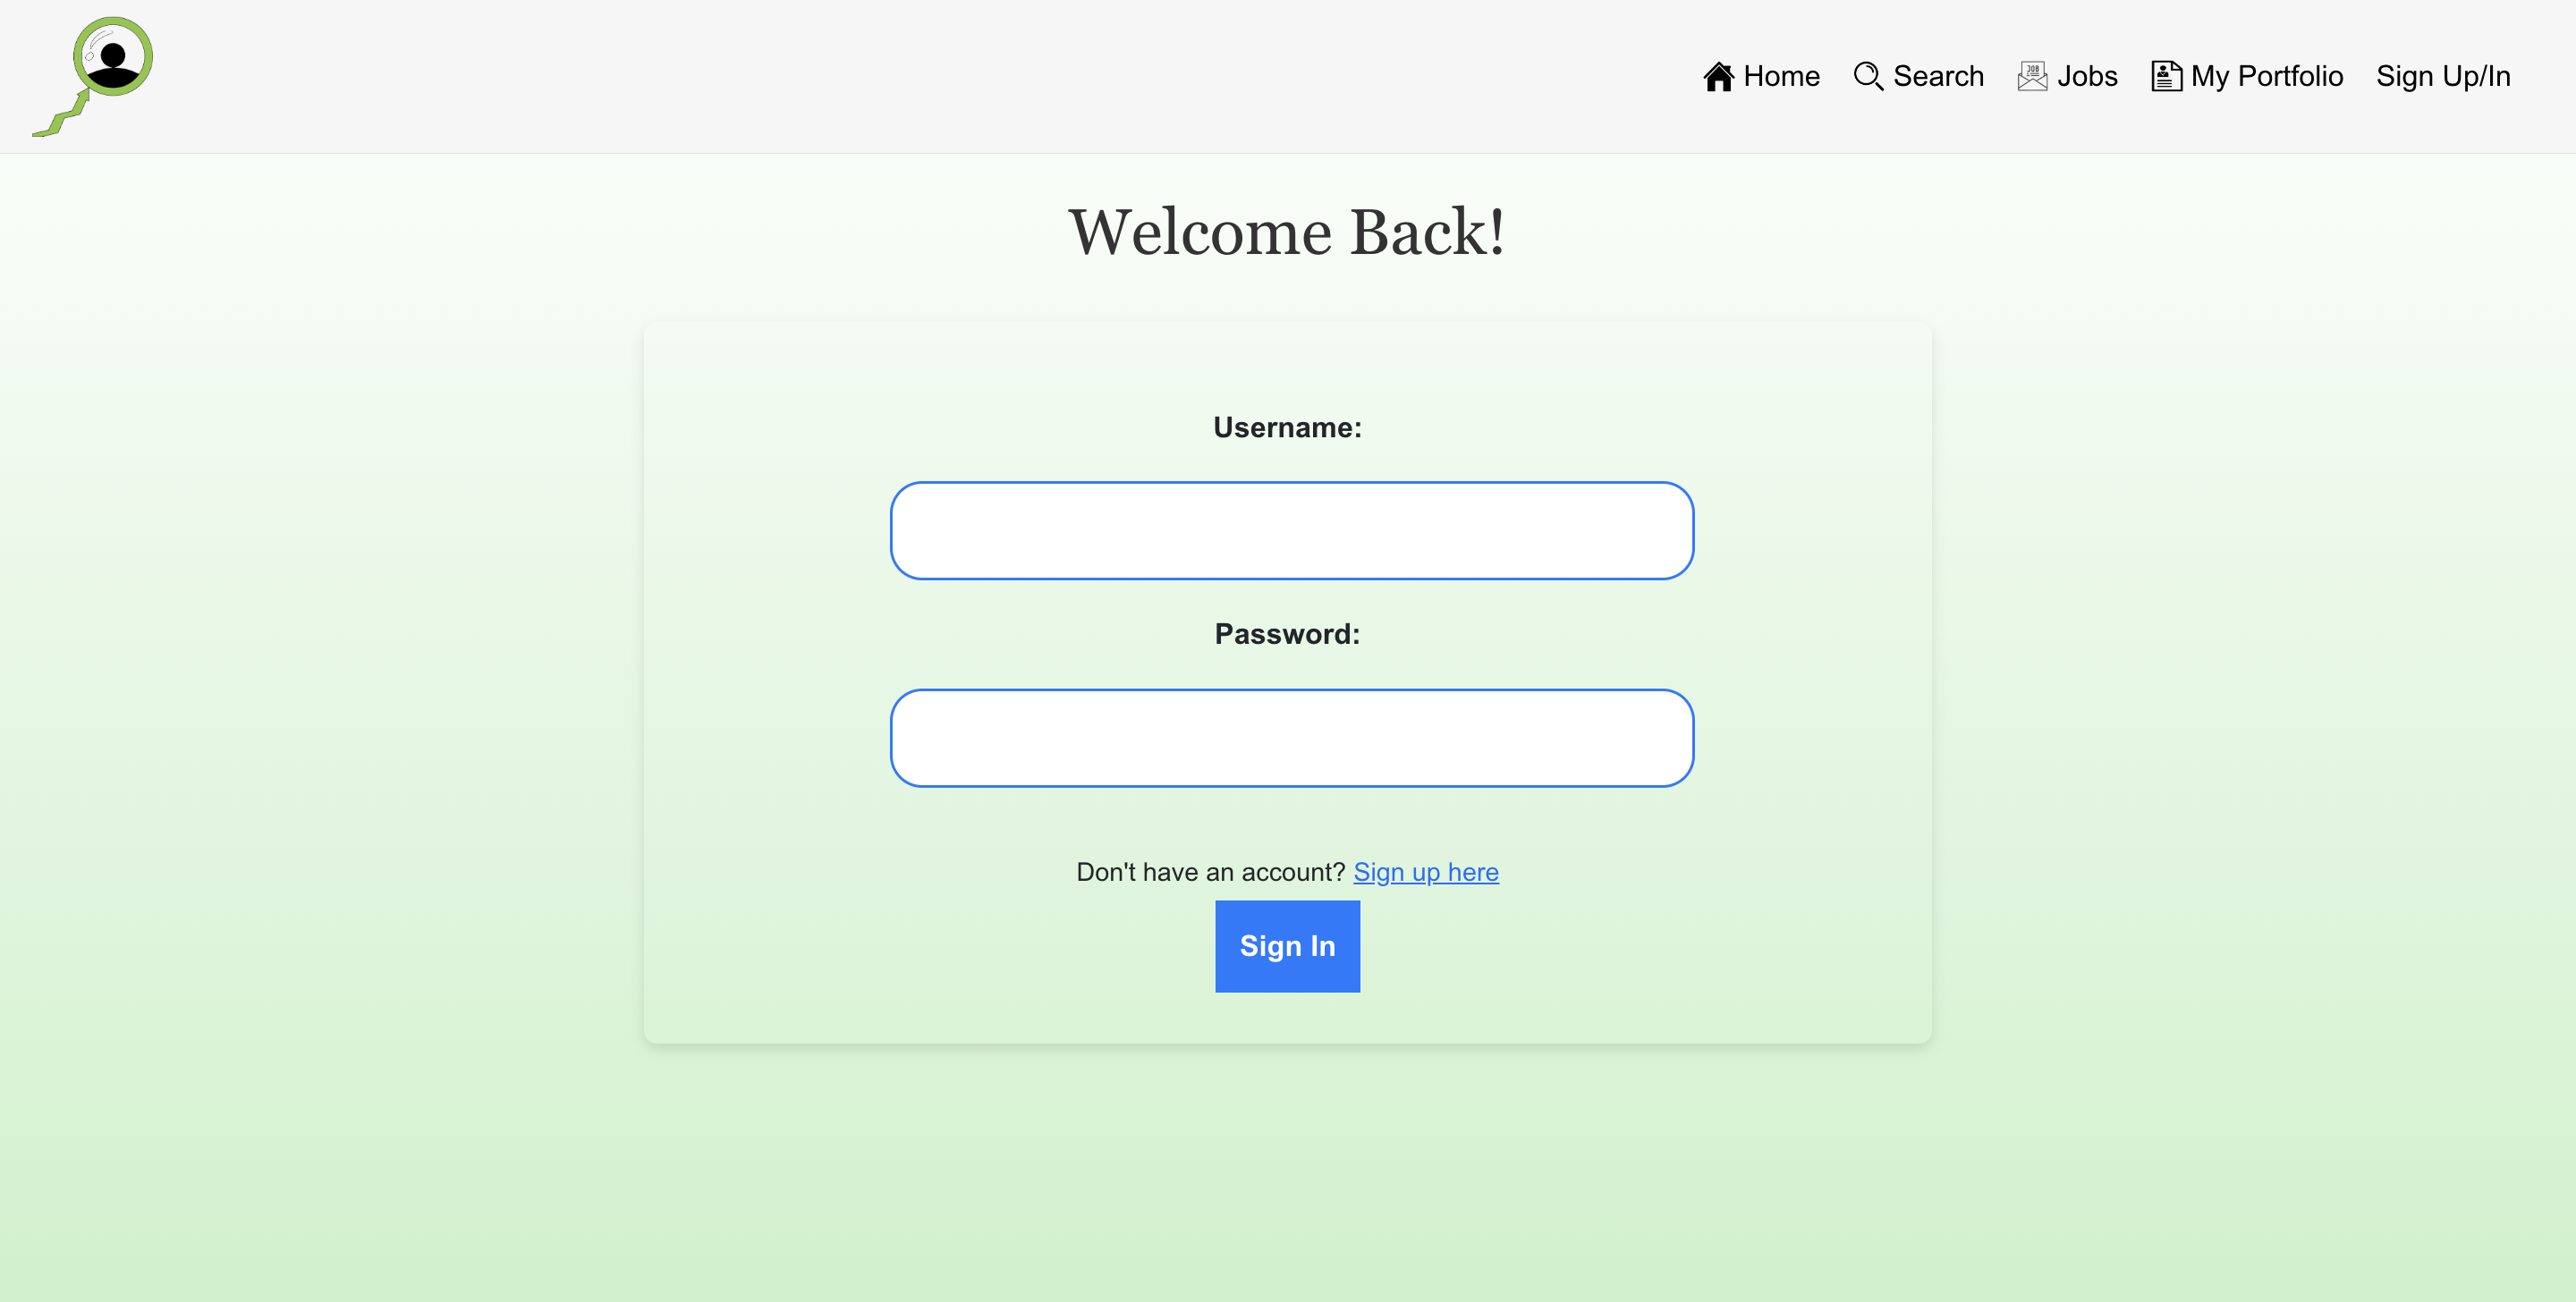 Home Search JOB Jobs My Portfolio Sign Up/In
Welcome Back!
Username:
Password:
Don't have an account? Sign up here
Sign In